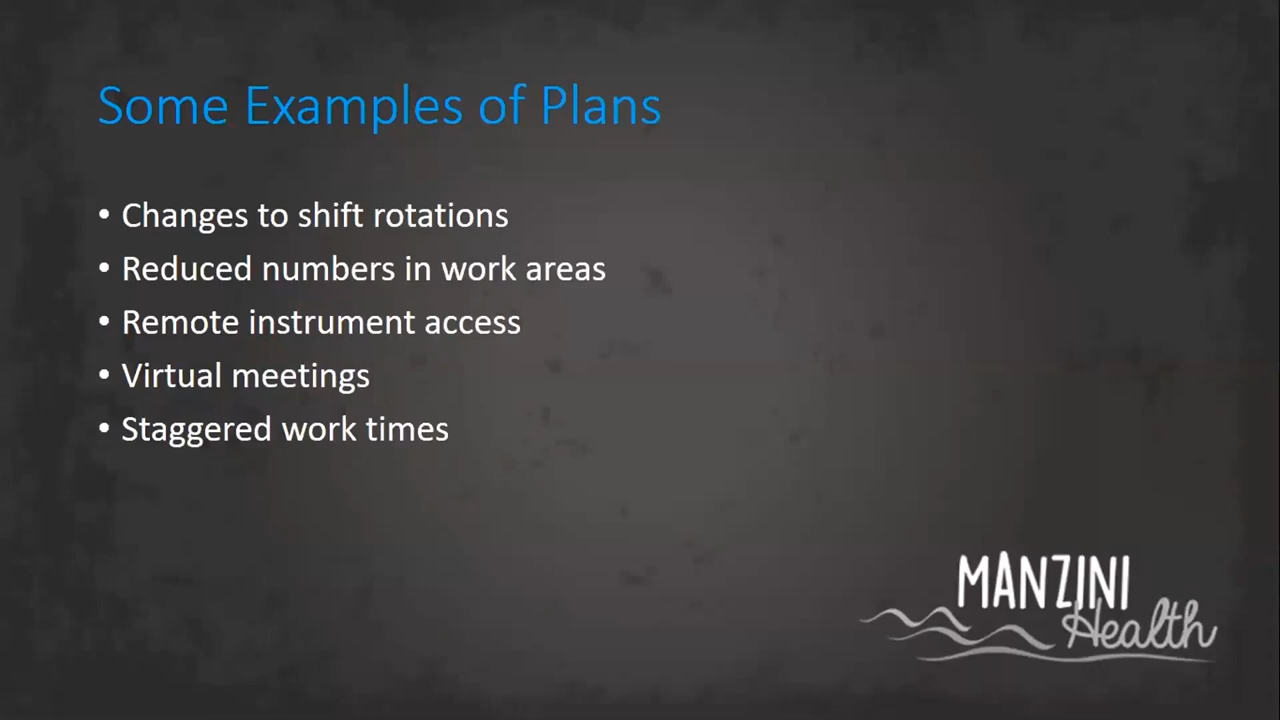 Some Examples of Plans
• Changes to shift rotations
• Reduced numbers in work areas
• Remote instrument access
• Virtual meetings
• Staggered work times
MANZINI
Health